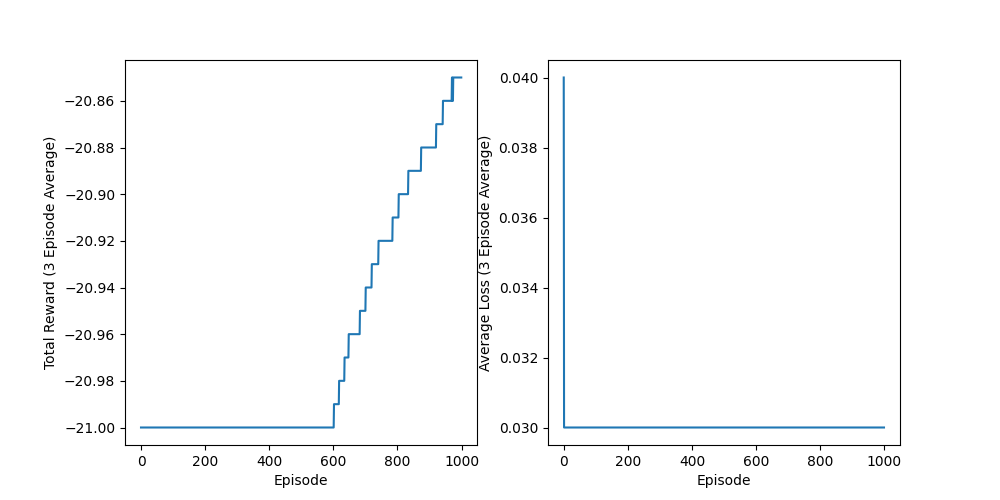 Total Reward (3 Episode Average)
−20.86
−20.88
−20.90
−20.92
−20.94
−20.96
−20.98
−21.00
0 200 400 600 800 1000
Episode
Average Loss (3 Episode Average)
0.040
0.038
0.036
0.034
0.032
0.030
0 200 400 600 800 1000
Episode